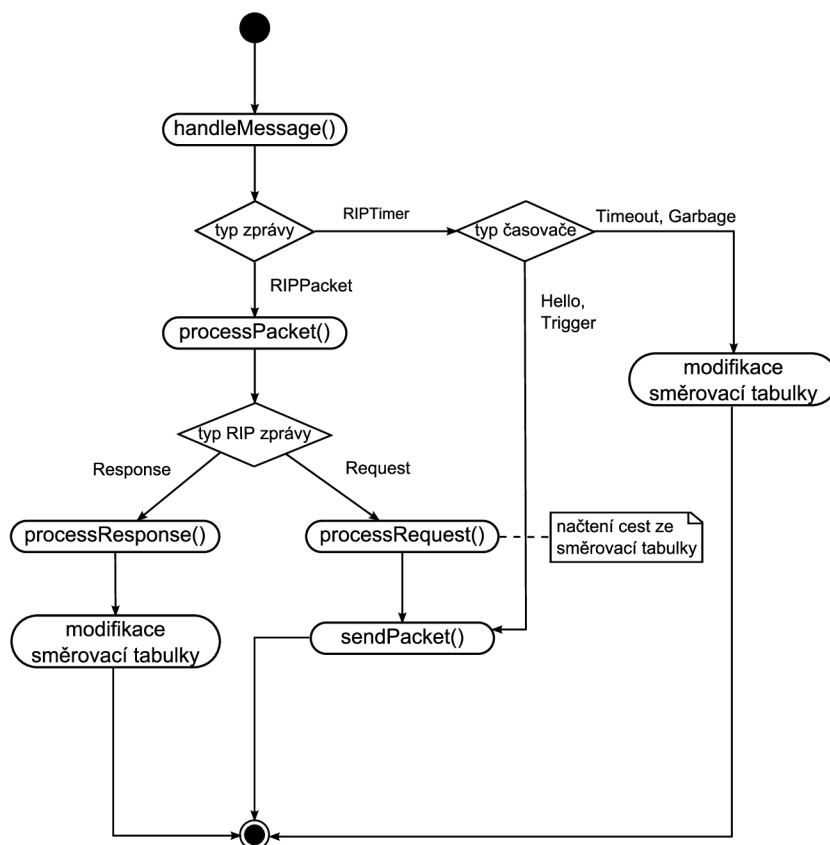 handleMessage()
typ zprávy
RIPTimer
typ časovače
Timeout, Garbage
RIPPacket
Hello,
Trigger
processPacket()
modifikace
směrovací tabulky
typ RIP zprávy
Response
Request
processResponse()
processRequest()
načtení cest ze
směrovací tabulky
modifikace
směrovací tabulky
sendPacket()